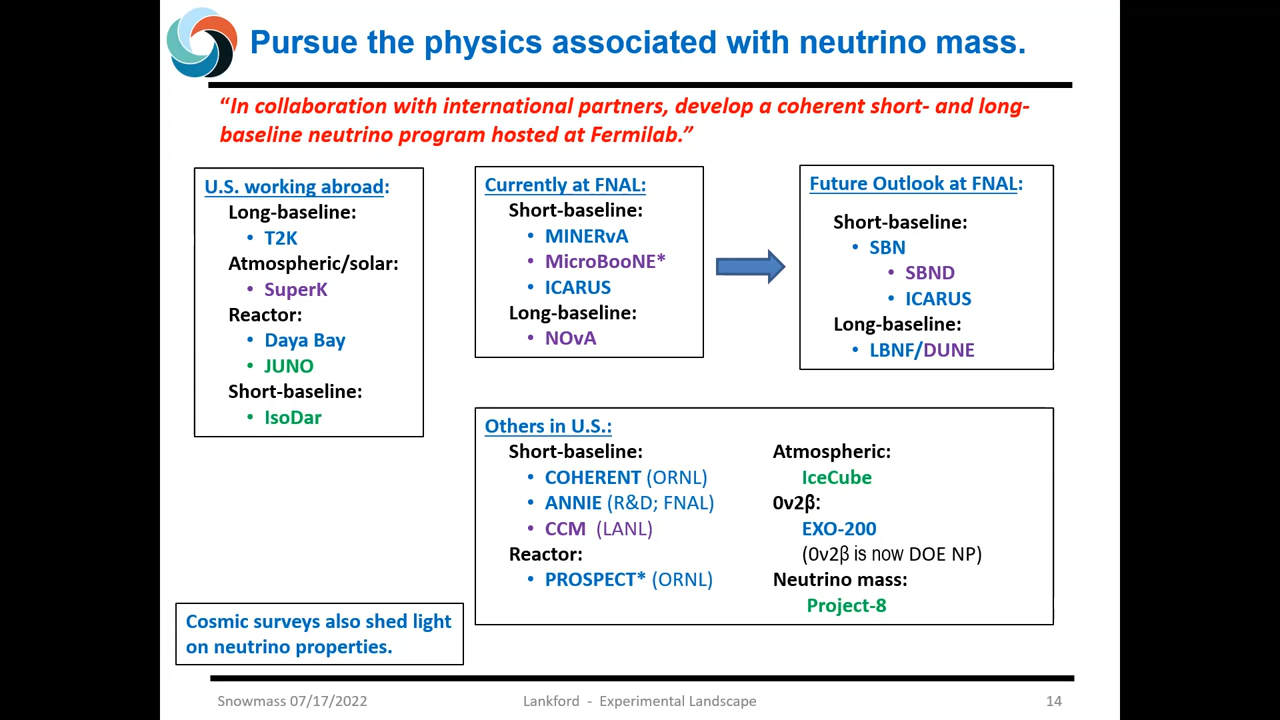 Pursue the physics associated with neutrino mass.
“In collaboration with international partners, develop a coherent short- and long-
baseline neutrino program hosted at Fermilab.”
U.S. working abroad:
Long-baseline:
• T2K
Atmospheric/solar:
• SuperK
Reactor:
• Daya Bay
• JUNO
Short-baseline:
• IsoDar
Currently at FNAL:
Short-baseline:
• MINERvA
• MicroBooNE*
• ICARUS
Long-baseline:
• NOvA
Future Outlook at FNAL:
Short-baseline:
• SBN
• SBND
• ICARUS
Long-baseline:
• LBNF/DUNE
Others in U.S.:
Short-baseline:
• COHERENT (ORNL)
• ANNIE (R&D; FNAL)
• CCM (LANL)
Reactor:
• PROSPECT* (ORNL)
Atmospheric:
IceCube
0ν2β:
EXO-200
(0ν2β is now DOE NP)
Neutrino mass:
Project-8
Cosmic surveys also shed light
on neutrino properties.
Snowmass 07/17/2022
Lankford - Experimental Landscape
14